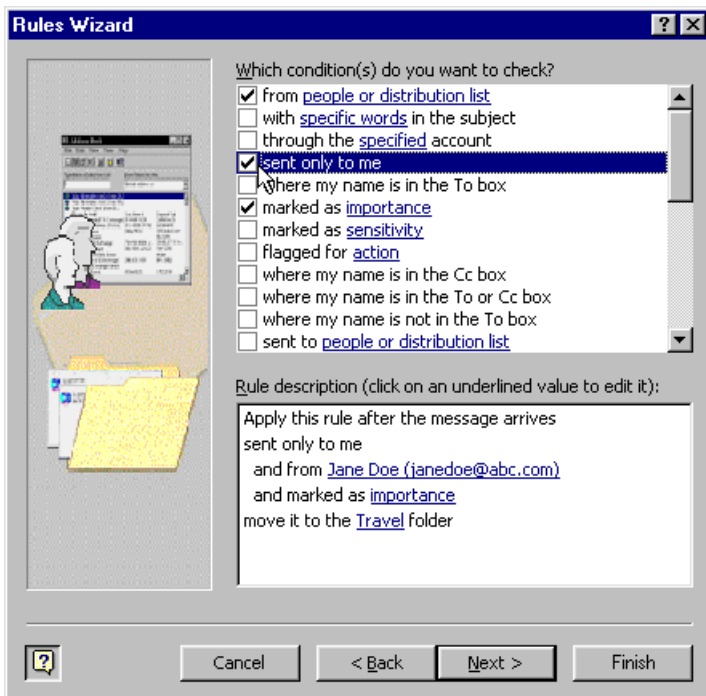 Rules Wizard
Which condition(s) do you want to check?
from people or distribution list
with specific words in the subject
through the specified account
sent only to me
where my name is in the To box
marked as importance
marked as sensitivity
flagged for action
where my name is in the Cc box
where my name is in the To or Cc box
where my name is not in the To box
sent to people or distribution list
Rule description (click on an underlined value to edit it):
Apply this rule after the message arrives
sent only to me
and from Jane Doe (janedoe@abc.com)
and marked as importance
move it to the Travel folder
Cancel
< Back
Next >
Finish